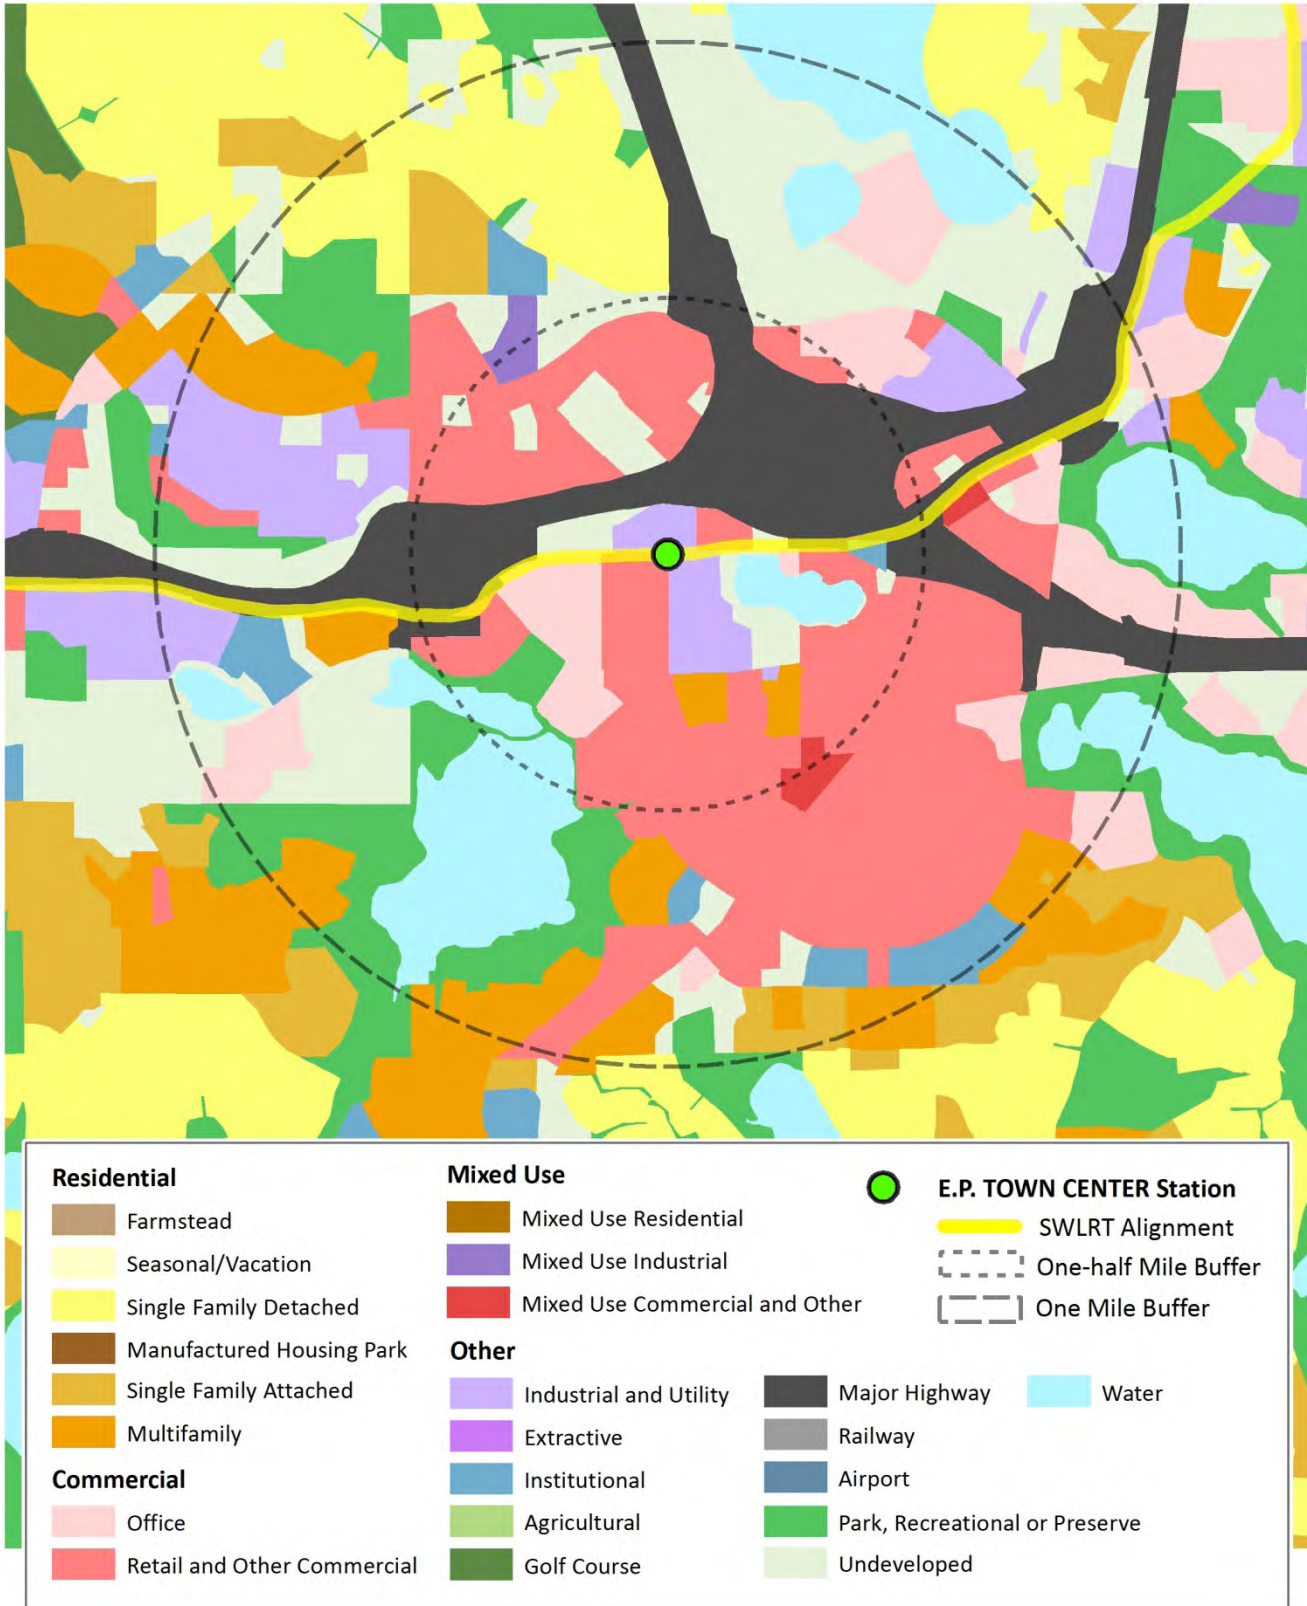 Residential
Farmstead
Seasonal/Vacation
Single Family Detached
Manufactured Housing Park
Single Family Attached
Multifamily
Commercial
Office
Retail and Other Commercial
Mixed Use
Mixed Use Residential
Mixed Use Industrial
Mixed Use Commercial and Other
Other
Industrial and Utility
Extractive
Institutional
Agricultural
Golf Course
Major Highway
Railway
Airport
Park, Recreational or Preserve
Undeveloped
Water
E.P. TOWN CENTER Station
SWLRT Alignment
One-half Mile Buffer
One Mile Buffer